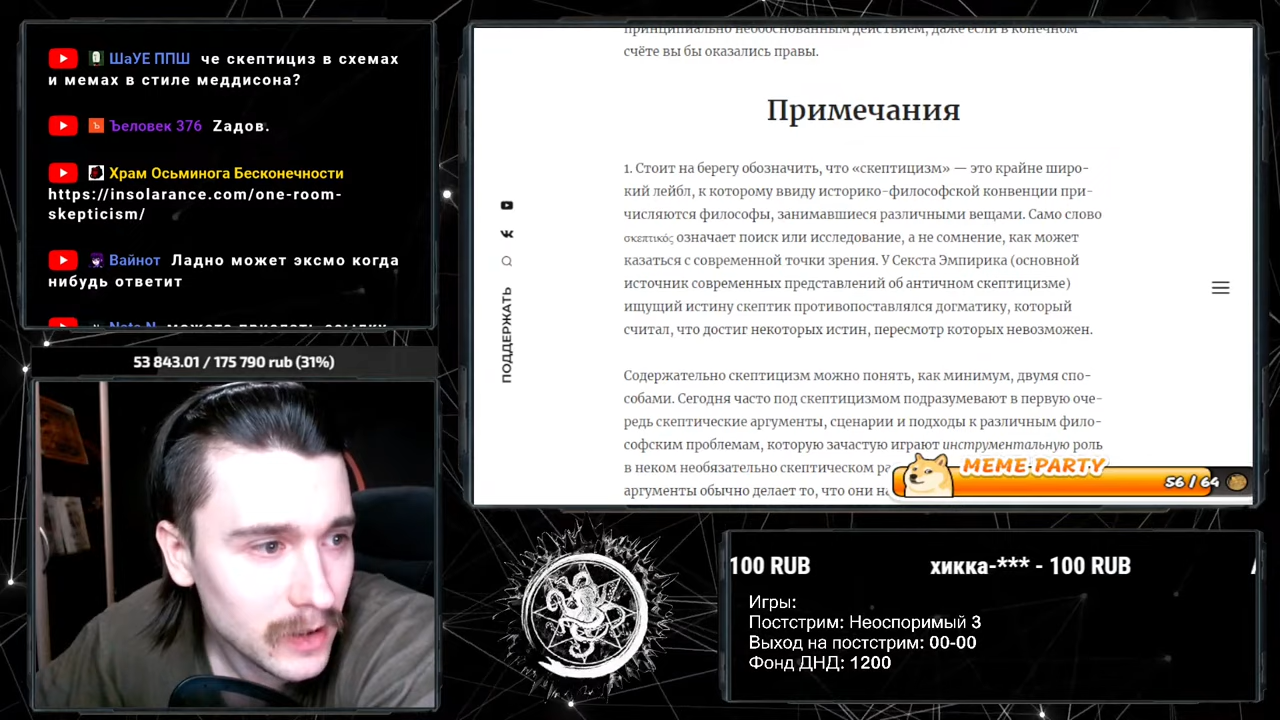 ШаУЕ ППШ че скептициз в схемах
и мемах в стиле меддисона?
Ъеловек 376 Zадов.
Храм Осьминога Бесконечности
https://insolarance.com/one-room-
skepticism/
Вайнот Ладно может эксмо когда
нибудь ответит
53 843.01 / 175 790 rub (31%)
принципиально необоснованным действием, даже если в конечном
счёте вы бы оказались правы.
Примечания
1. Стоит на берегу обозначить, что «скептицизм» — это крайне широ-
кий лейбл, к которому ввиду историко-философской конвенции при-
числяются философы, занимавшиеся различными вещами. Само слово
σκεπτικός означает поиск или исследование, а не сомнение, как может
казаться с современной точки зрения. У Секста Эмпирика (основной
источник современных представлений об античном скептицизме)
ищущий истину скептик противопоставлялся догматику, который
считал, что достиг некоторых истин, пересмотр которых невозможен.
Содержательно скептицизм можно понять, как минимум, двумя спо-
собами. Сегодня часто под скептицизмом подразумевают в первую оче-
редь скептические аргументы, сценарии и подходы к различным фило-
софским проблемам, которую зачастую играют инструментальную роль
в неком необязательно скептическом ра
аргументы обычно делает то, что они на
ПОДДЕРЖАТЬ
MEME PARTY
56 / 64
100 RUB
хикка-*** - 100 RUB
Игры:
Постстрим: Неоспоримый 3
Выход на постстрим: 00-00
Фонд ДНД: 1200